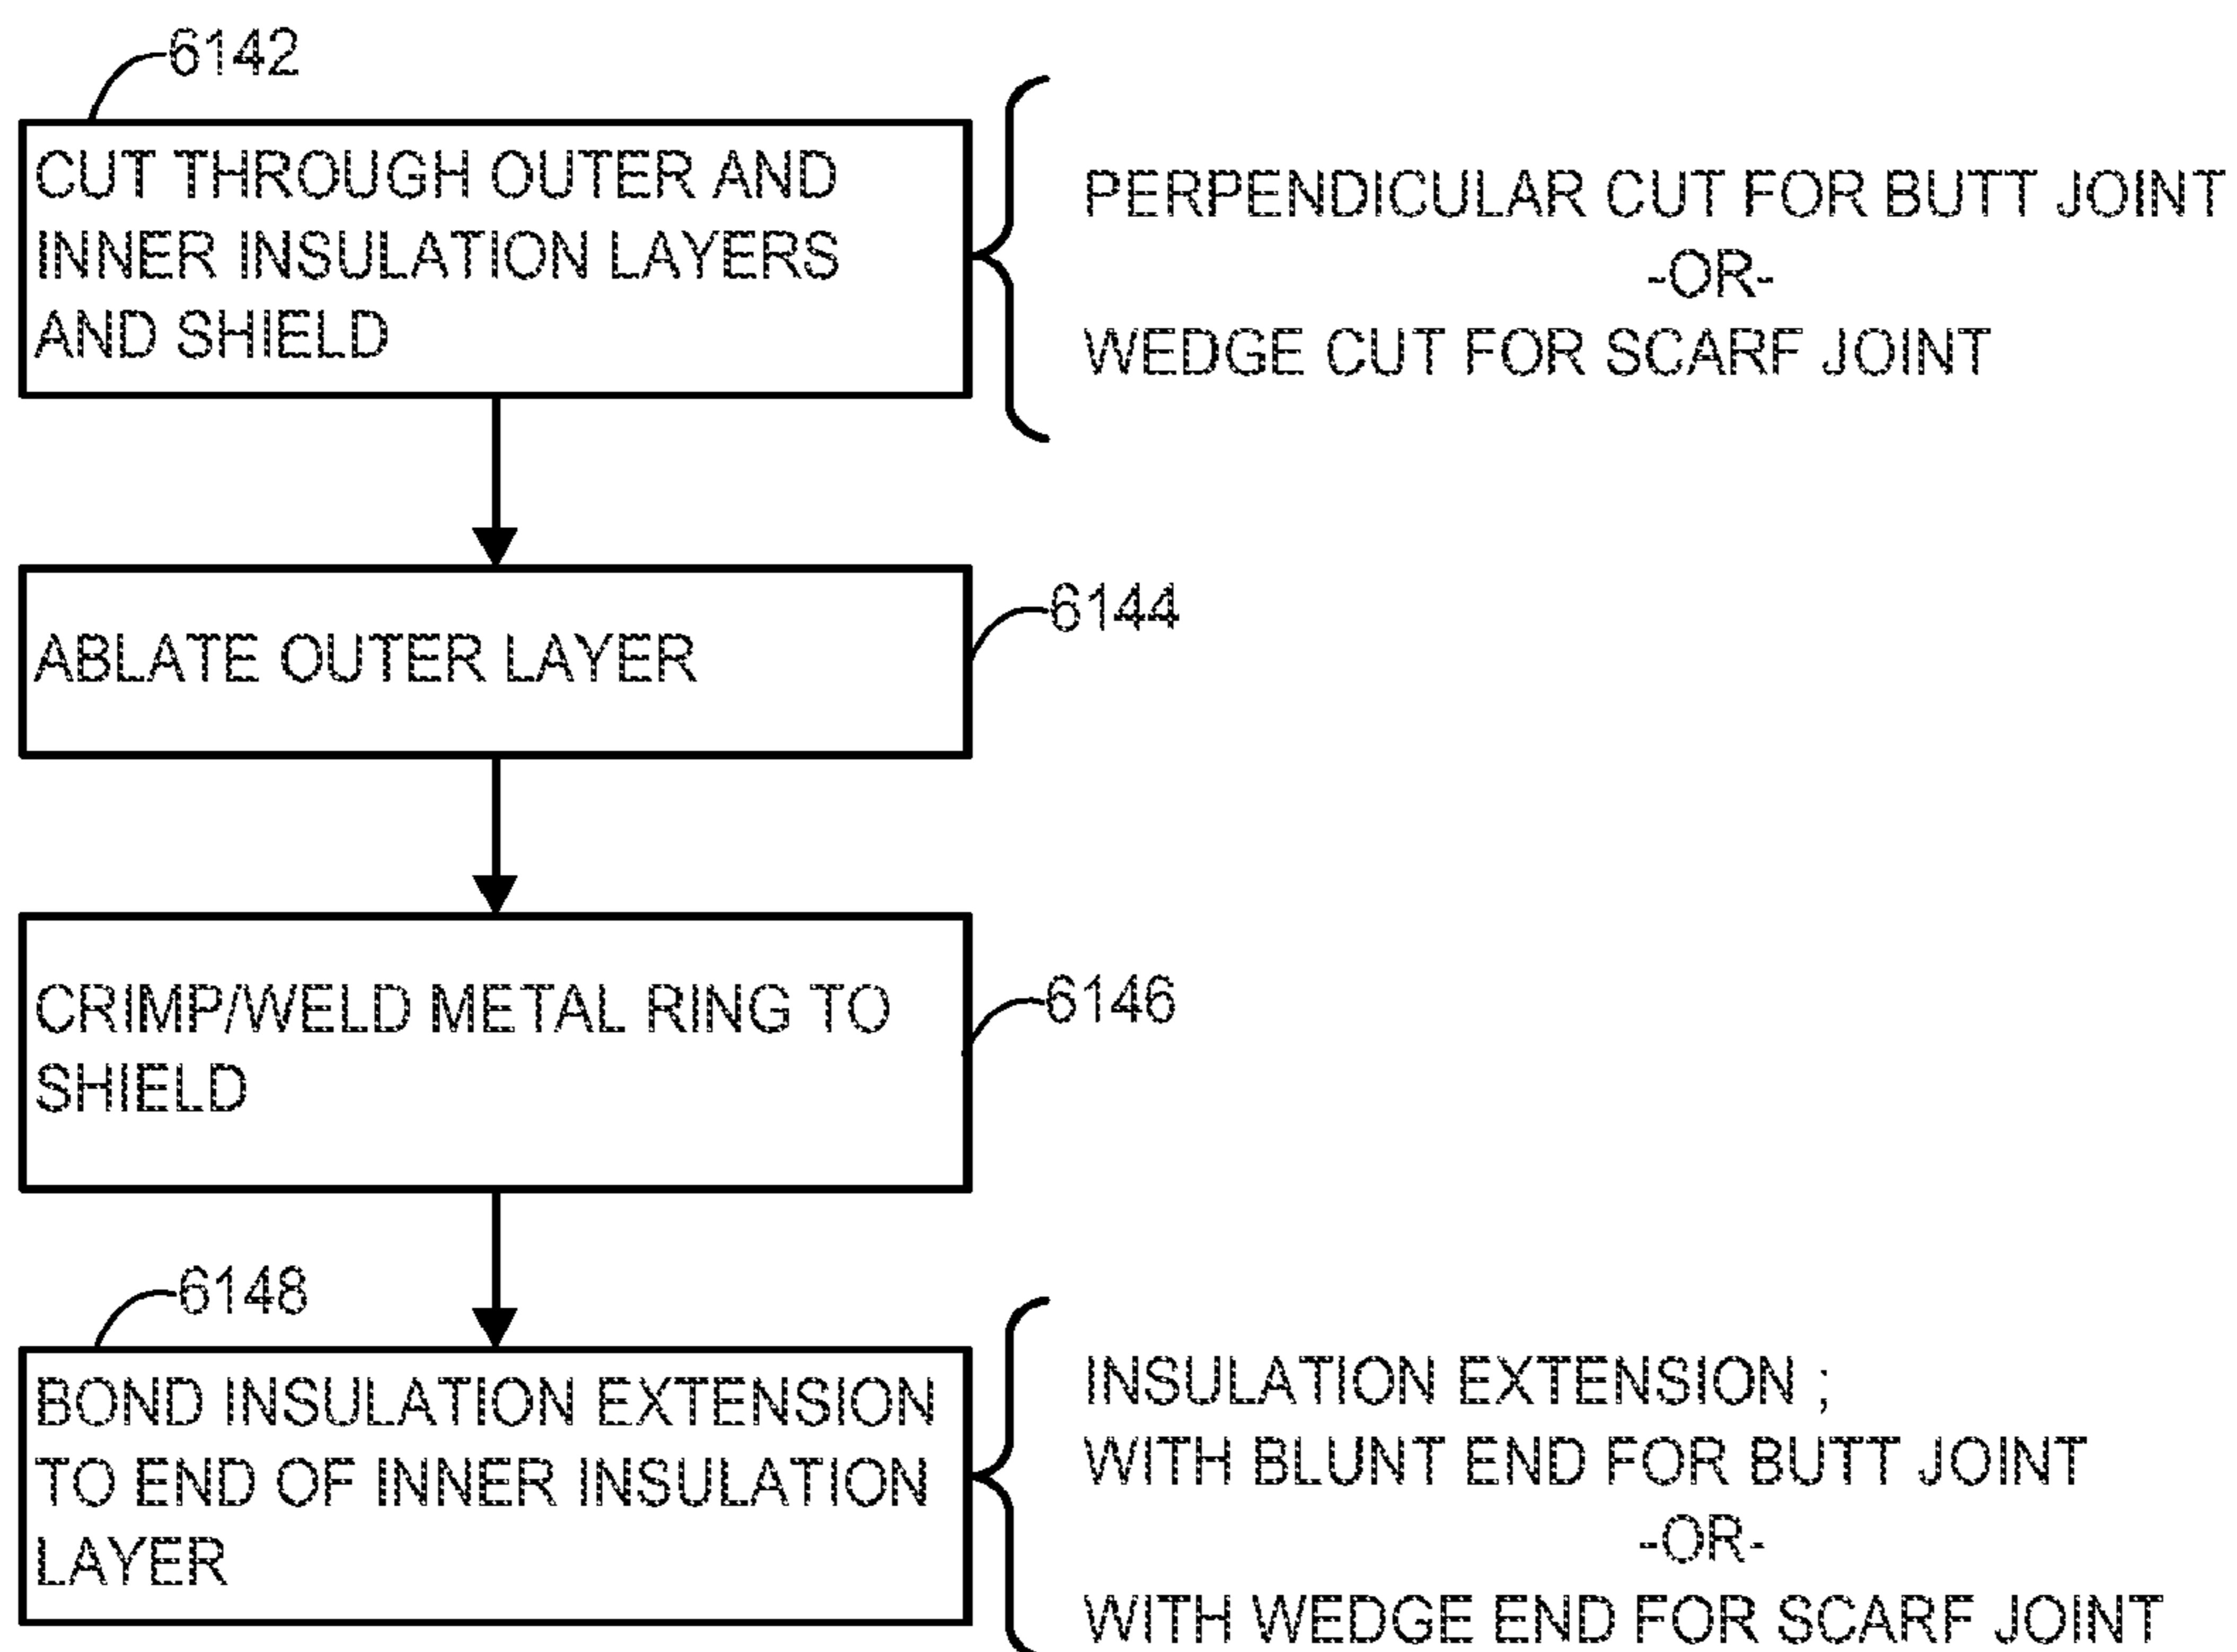 6142
CUT THROUGH OUTER AND
INNER INSULATION LAYERS
AND SHIELD
PERPENDICULAR CUT FOR BUTT JOINT
-OR-
WEDGE CUT FOR SCARF JOINT
6144
ABLATE OUTER LAYER
6146
CRIMP/WELD METAL RING TO
SHIELD
6148
BOND INSULATION EXTENSION
TO END OF INNER INSULATION
LAYER
INSULATION EXTENSION ;
WITH BLUNT END FOR BUTT JOINT
-OR-
WITH WEDGE END FOR SCARF JOINT